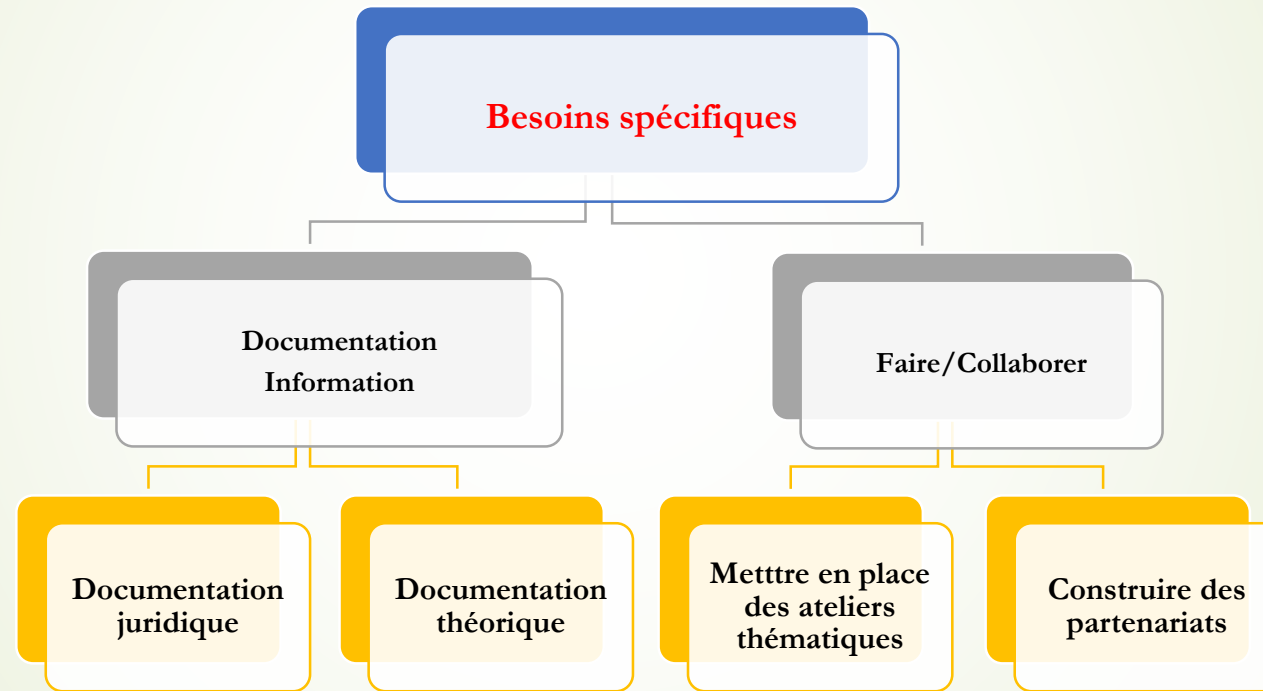 Besoins spécifiques
Documentation
Information
Faire/Collaborer
Documentation
juridique
Documentation
théorique
Metttre en place
des ateliers
thématiques
Construire des
partenariats